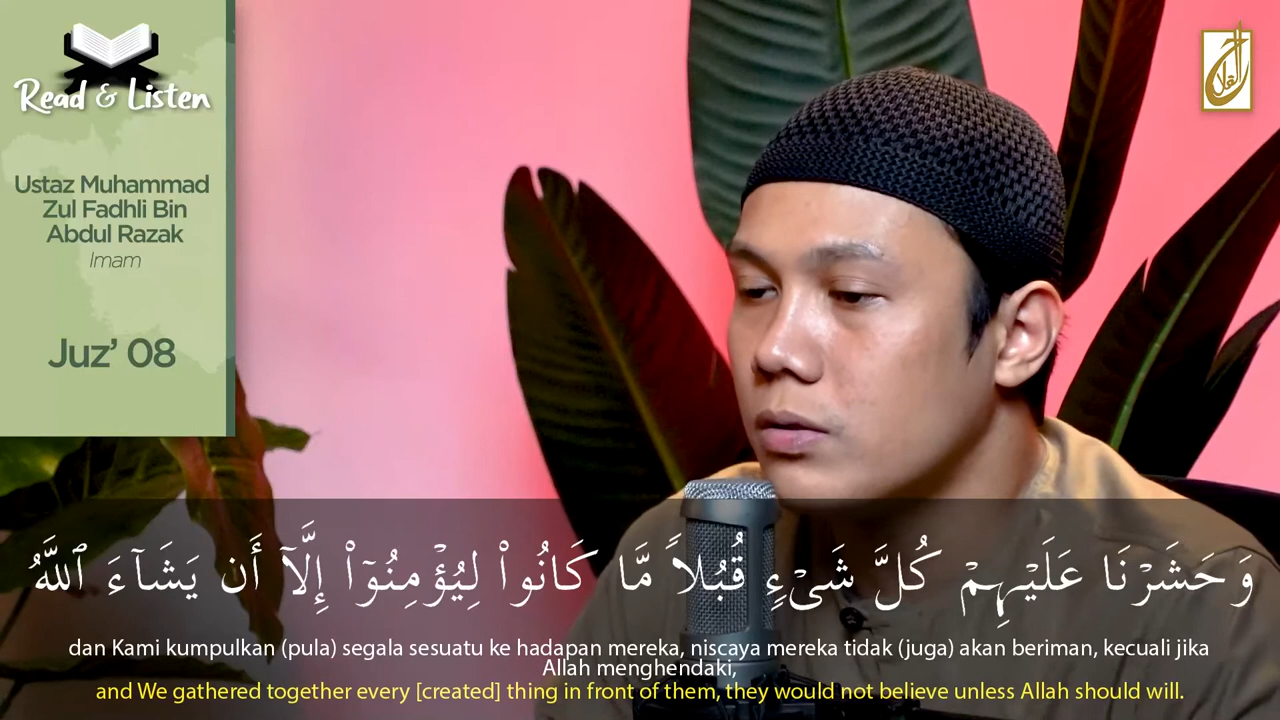 Read & Listen
Ustaz Muhammad
Zul Fadhli Bin
Abdul Razak
Imam
Juz’ 08
وَحَشَرْنَا عَلَيْهِمْ كُلَّ شَىْءٍ قُبُلاً مَّا كَانُوا۟ لِيُؤْمِنُوٓا۟ إِلَّآ أَن يَشَآءَ ٱللَّهُ
dan Kami kumpulkan (pula) segala sesuatu ke hadapan mereka, niscaya mereka tidak (juga) akan beriman, kecuali jika
Allah menghendaki,
and We gathered together every [created] thing in front of them, they would not believe unless Allah should will.